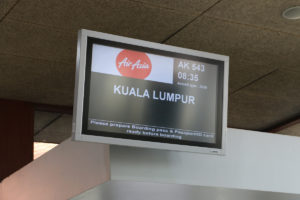 AirAsia
AK 543
08:35
KUALA LUMPUR
Please prepare Boarding pass & Passport/ID card
ready before boarding